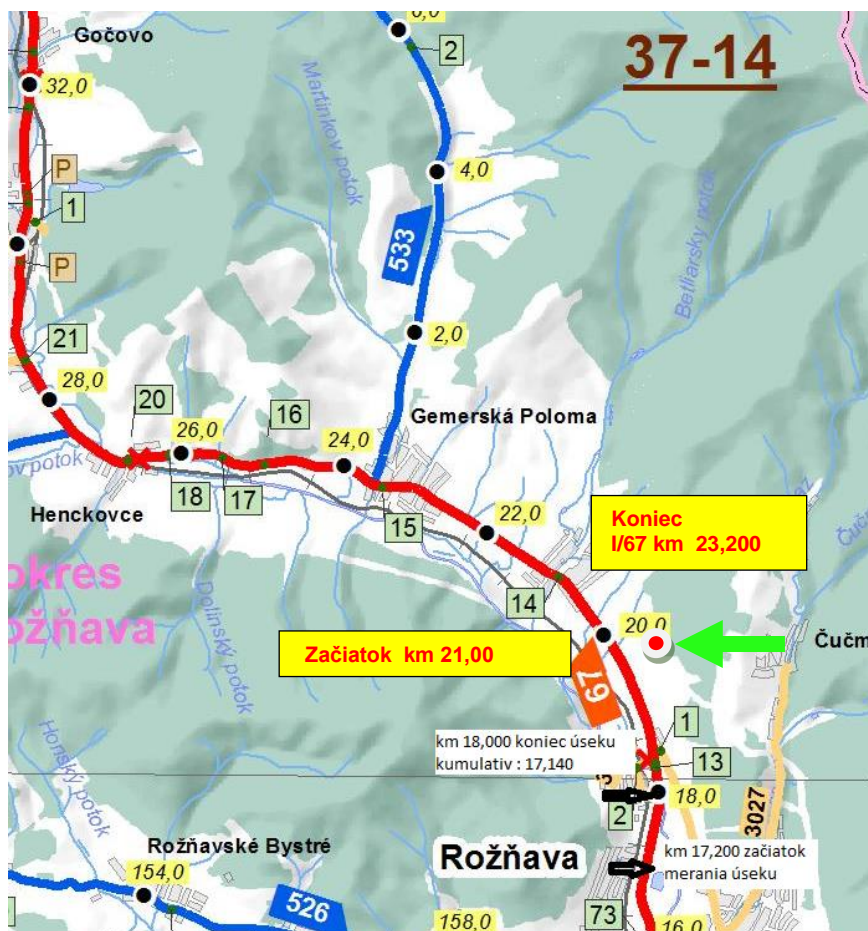 6,0
Gočovo
2
37-14
32,0
Martinkov potok
P
4,0
1
533
Betliarsky potok
P
2,0
21
28,0
20
16
Gemerská Poloma
26,0
24,0
ov potok
18
17
22,0
Koniec
I/67 km 23,200
Henckovce
15
okres
ožňava
14
Dolinský potok
20,0
Začiatok km 21,00
Čučm
67
km 18,000 koniec úseku
kumulativ : 17,140
1
13
Honský potok
2
18,0
3027
Rožňavské Bystré
Rožňava
km 17,200 začiatok
merania úseku
154,0
526
158,0
73
16,0